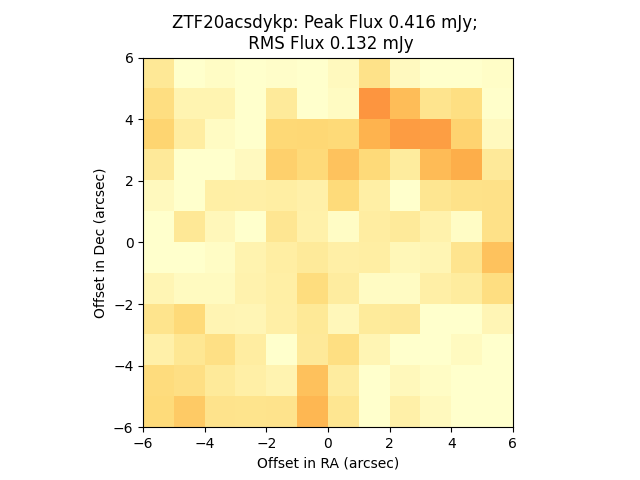 ZTF20acsdykp: Peak Flux 0.416 mJy;
RMS Flux 0.132 mJy
6
4
2
0
−2
−4
−6
Offset in Dec (arcsec)
−6 −4 −2 0 2 4 6
Offset in RA (arcsec)